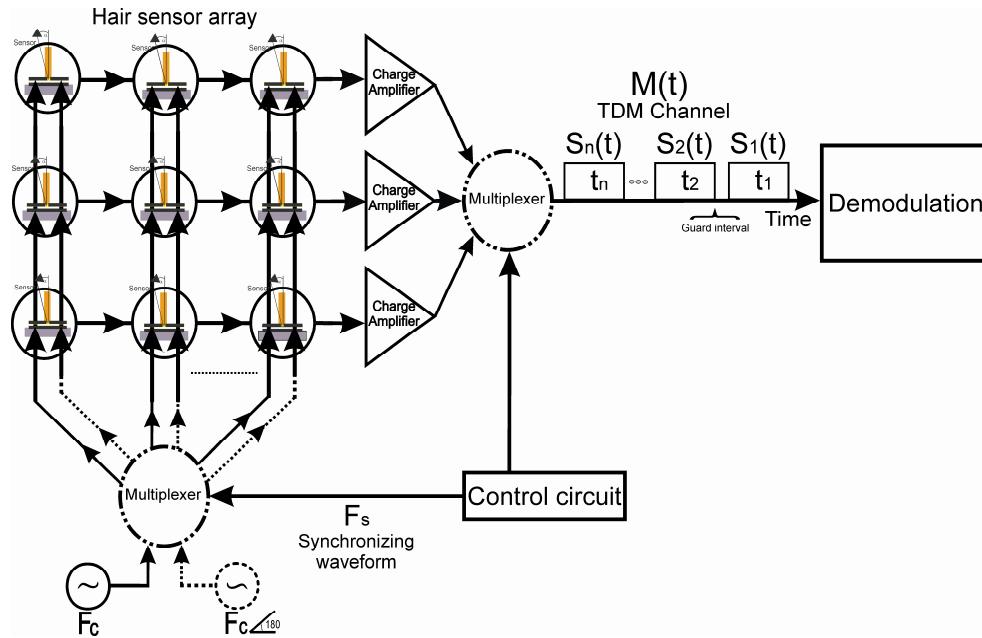 Hair sensor array
Sensor
Sensor
Sensor
Charge
Amplifier
M(t)
TDM Channel
Sn(t)
S2(t)
S1(t)
tn
t2
t1
Guard interval
Time
Demodulation
Multiplexer
Sensor
Sensor
Sensor
Charge
Amplifier
Sensor
Sensor
Sensor
Charge
Amplifier
Multiplexer
Control circuit
Fs
Synchronizing
waveform
Fc
Fc 180